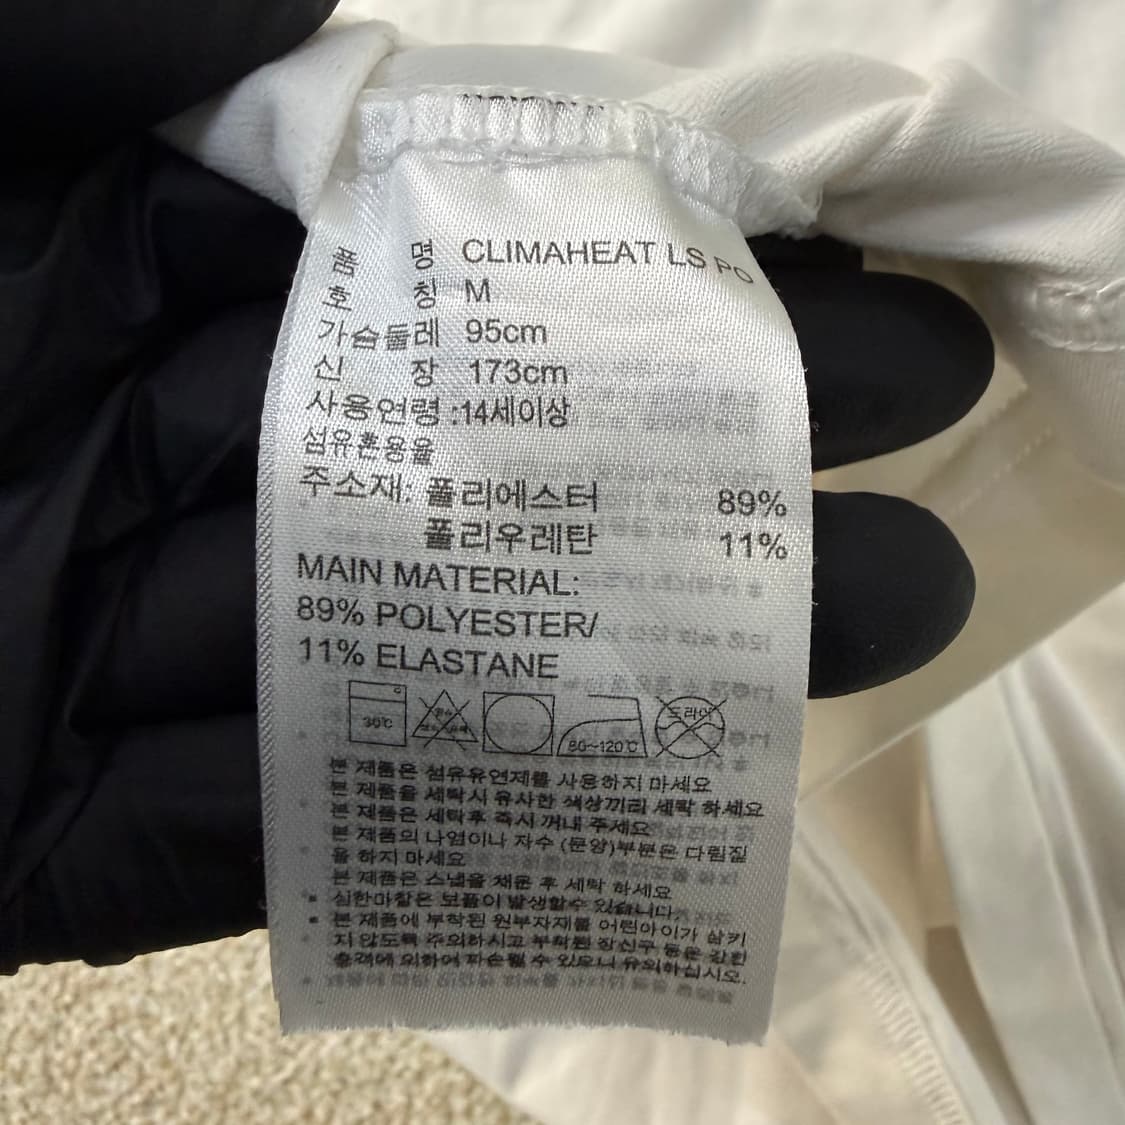 품 명 CLIMAHEAT LS PO
호 칭 M
가슴둘레 95cm
신 장 173cm
사용연령 :14세이상
섬유혼용율
주소재: 폴리에스터 89%
폴리우레탄 11%
MAIN MATERIAL:
89% POLYESTER/
11% ELASTANE
30℃ 80~120℃ 드라이
본 제품은 섬유유연제를 사용하지 마세요
본 제품을 세탁시 유사한 색상끼리 세탁 하세요
본 제품은 세탁후 즉시 꺼내 주세요
본 제품의 나염이나 자수 (문양)부분은 다림질
을 하지 마세요
본 제품은 스냅을 채운 후 세탁 하세요
심한마찰은 보풀이 발생할수 있습니다.
본 제품에 부착된 원부자재를 어린아이가 삼키
지 않도록 주의하시고 부착된 장신구 등은 강한
충격에 의하여 파손될 수 있으니 유의하십시오.